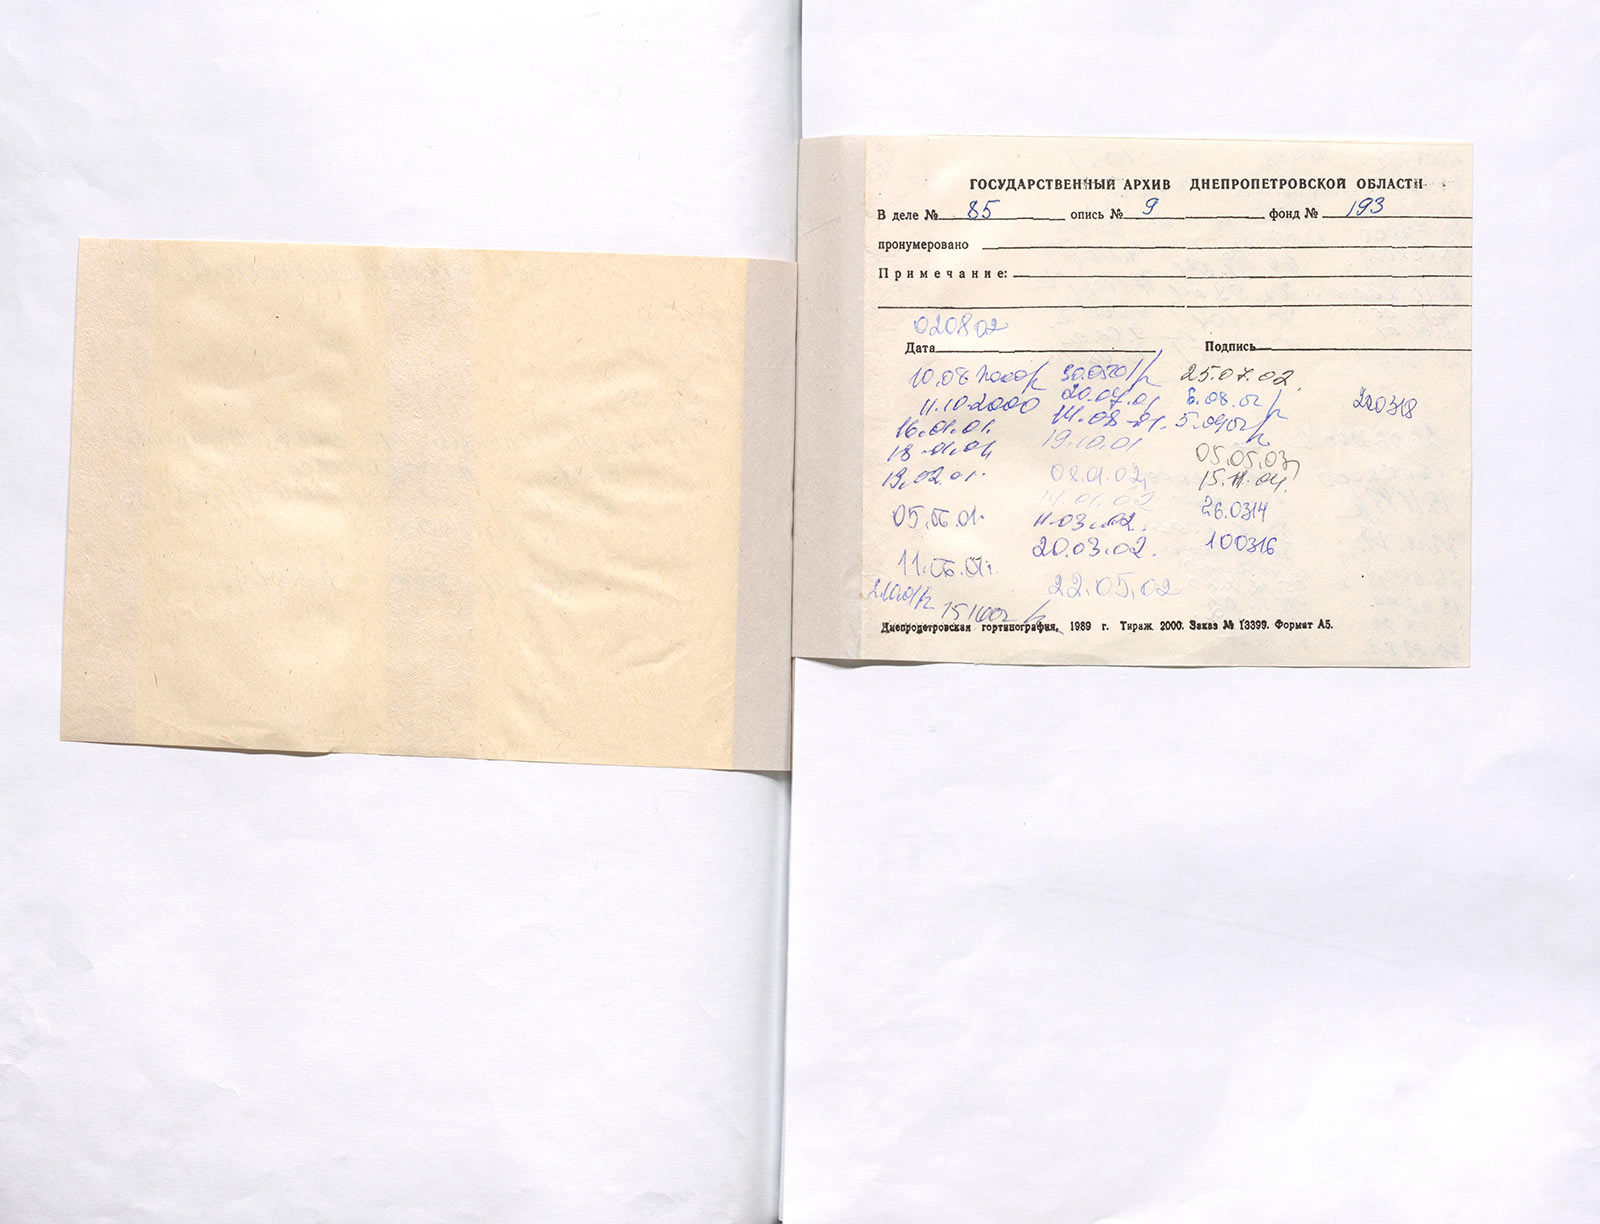 ГОСУДАРСТВЕННЫЙ АРХИВ ДНЕПРОПЕТРОВСКОЙ ОБЛАСТИ
В деле № 85 опись № 9 фонд № 193
пронумеровано
Примечание:
020802
Дата Подпись
10.08 30.05.01 25.07.02.
11.10.2000 20.07.01 6.08.02 220318
16.01.01. 14.08.01. 5.09.02
18.01.01 19.10.01 05.05.03
19.02.01. 08.01.02 15.11.04.
14.01.02
05.06.01. 11.03.02. 26.0314
20.03.02. 100316
11.06.01.
22.05.02
Днепропетровская гортипография, 1989 г. Тираж 2000. Заказ № 13399. Формат А5.